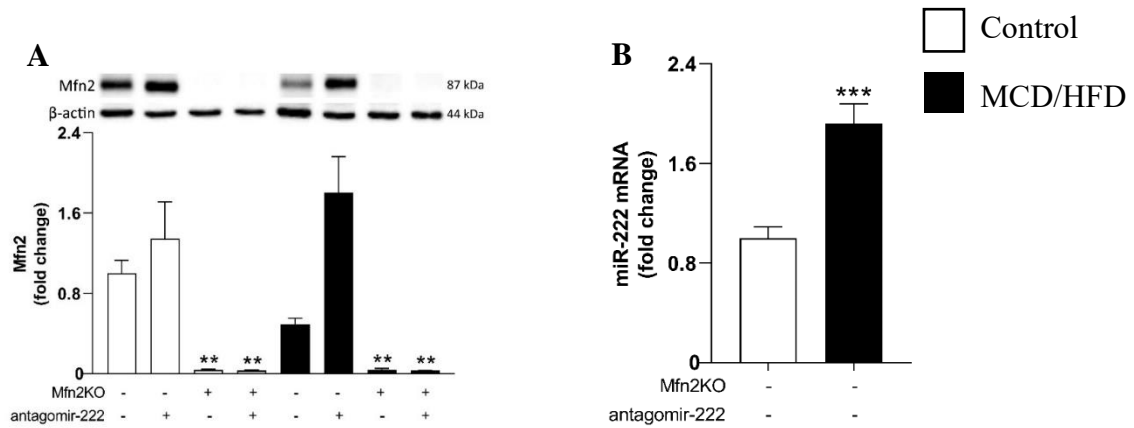 A
Mfn2
87 kDa
β-actin
44 kDa
2.4
1.6
0.8
0
Mfn2
(fold change)
** ** ** **
Mfn2KO - - + + - - + +
antagomir-222 - + - + - + - +
B
2.4
1.6
0.8
0
miR-222 mRNA
(fold change)
***
Mfn2KO - -
antagomir-222 - -
Control
MCD/HFD